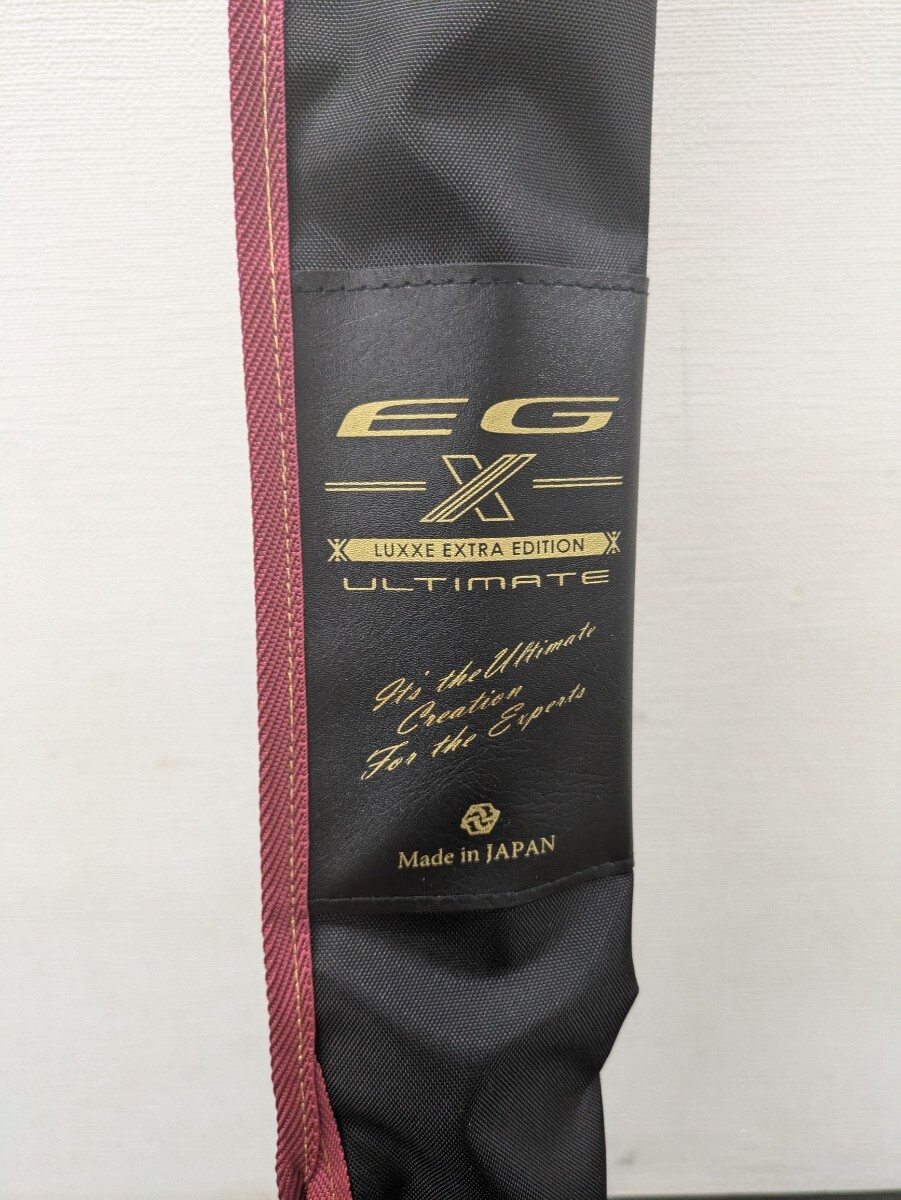 EG
X
LUXXE EXTRA EDITION
ULTIMATE
It's the Ultimate
Creation
For the Experts
Made in JAPAN